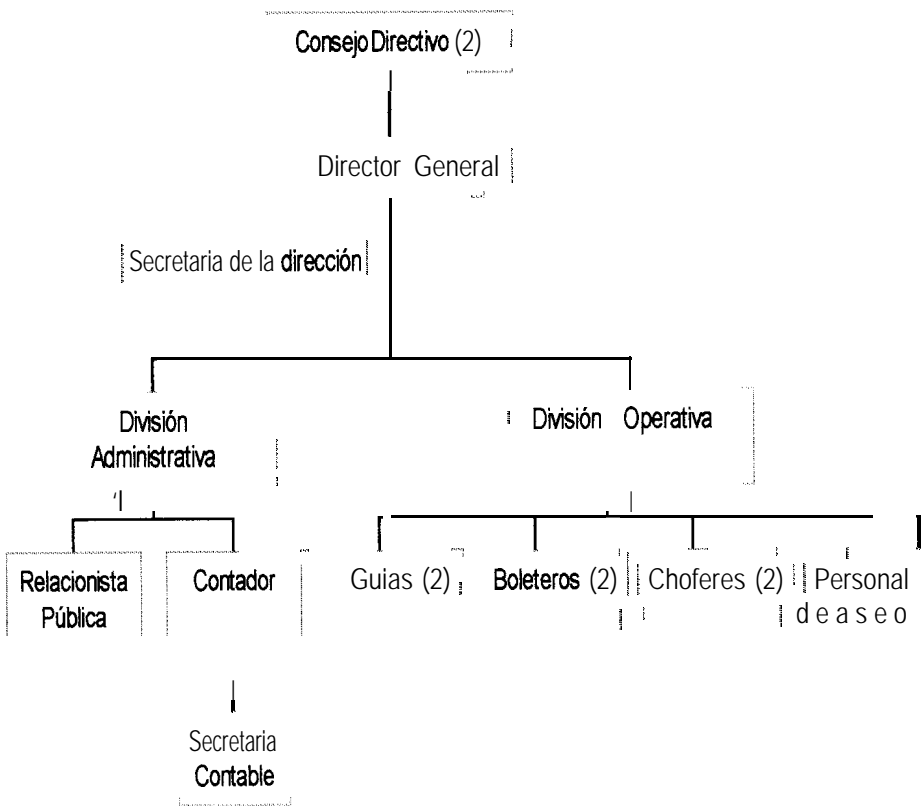 Consejo Directivo (2)
Director General
Secretaria de la dirección
División
Administrativa
División Operativa
Relacionista
Pública
Contador
Guias (2)
Boleteros (2)
Choferes (2)
Personal
de aseo
Secretaria
Contable